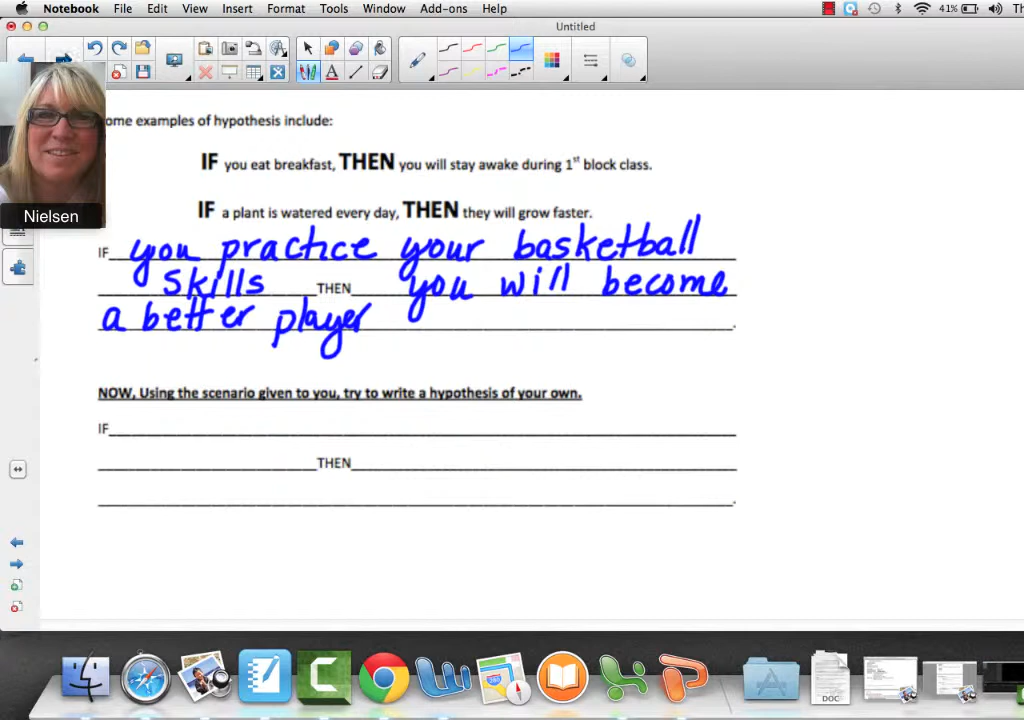 Notebook File Edit View Insert Format Tools Window Add-ons Help 41% Th
Untitled
ome examples of hypothesis include:
IF you eat breakfast, THEN you will stay awake during 1st block class.
Nielsen
IF a plant is watered every day, THEN they will grow faster.
IF you practice your basketball
skills THEN you will become
a better player.
NOW, Using the scenario given to you, try to write a hypothesis of your own.
IF
THEN
.
DOC